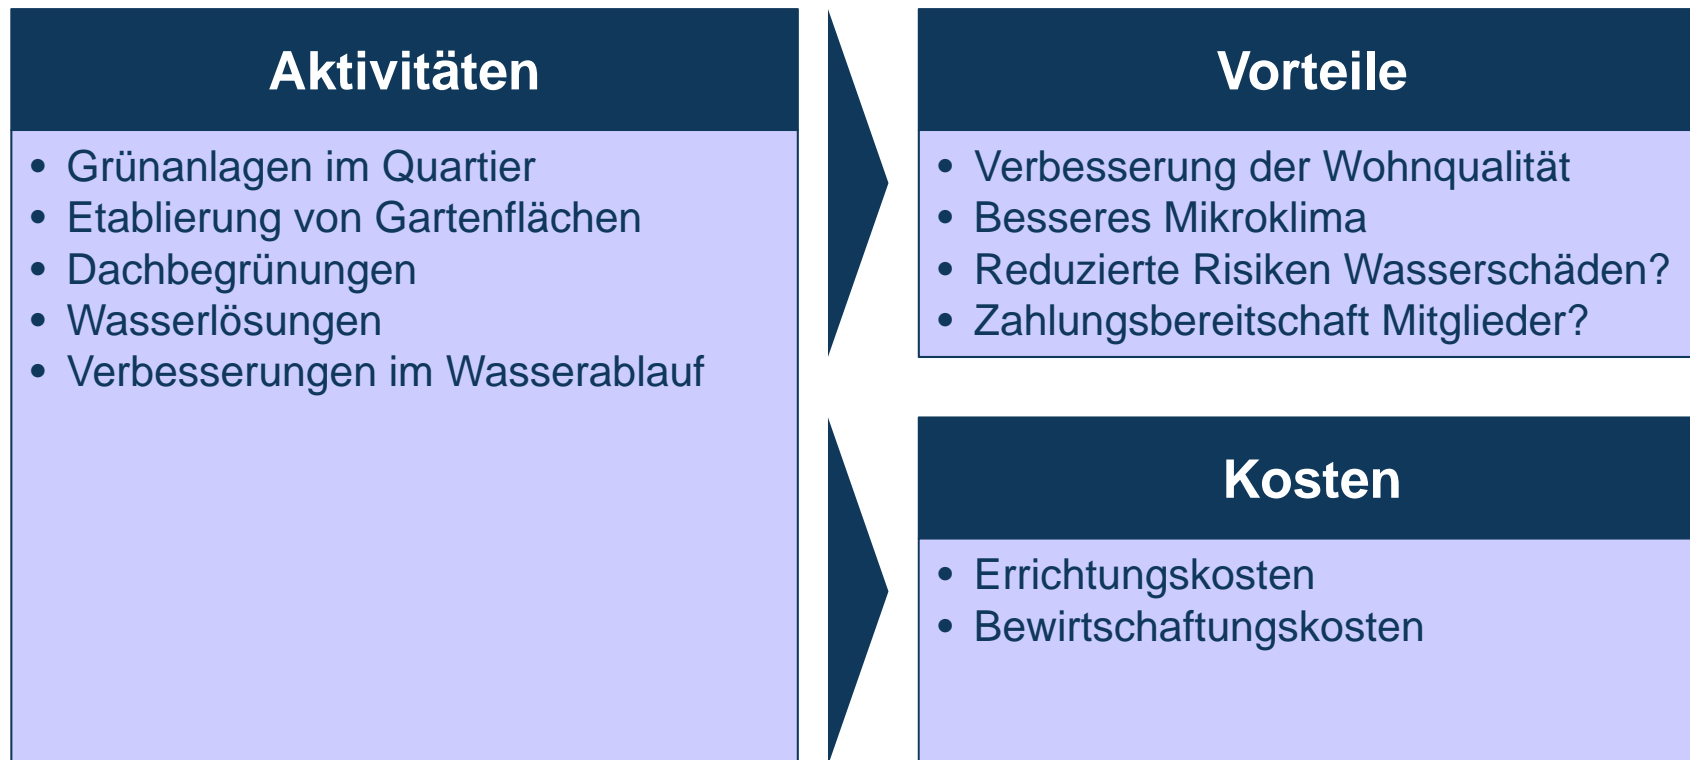 Aktivitäten
• Grünanlagen im Quartier
• Etablierung von Gartenflächen
• Dachbegrünungen
• Wasserlösungen
• Verbesserungen im Wasserablauf
Vorteile
• Verbesserung der Wohnqualität
• Besseres Mikroklima
• Reduzierte Risiken Wasserschäden?
• Zahlungsbereitschaft Mitglieder?
Kosten
• Errichtungskosten
• Bewirtschaftungskosten